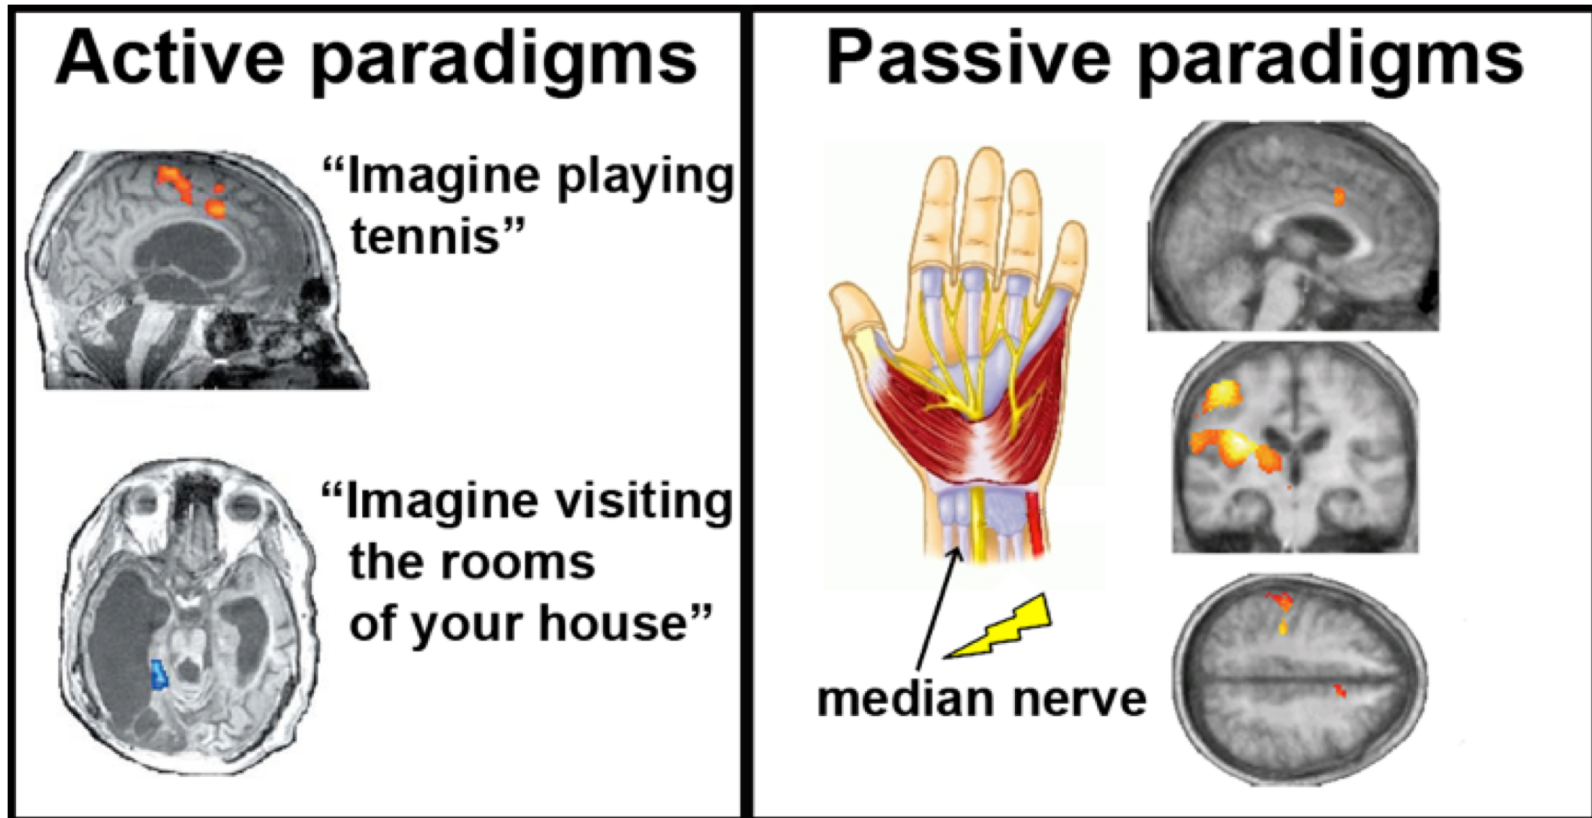 Active paradigms
“Imagine playing
tennis”
“Imagine visiting
the rooms
of your house”
Passive paradigms
median nerve